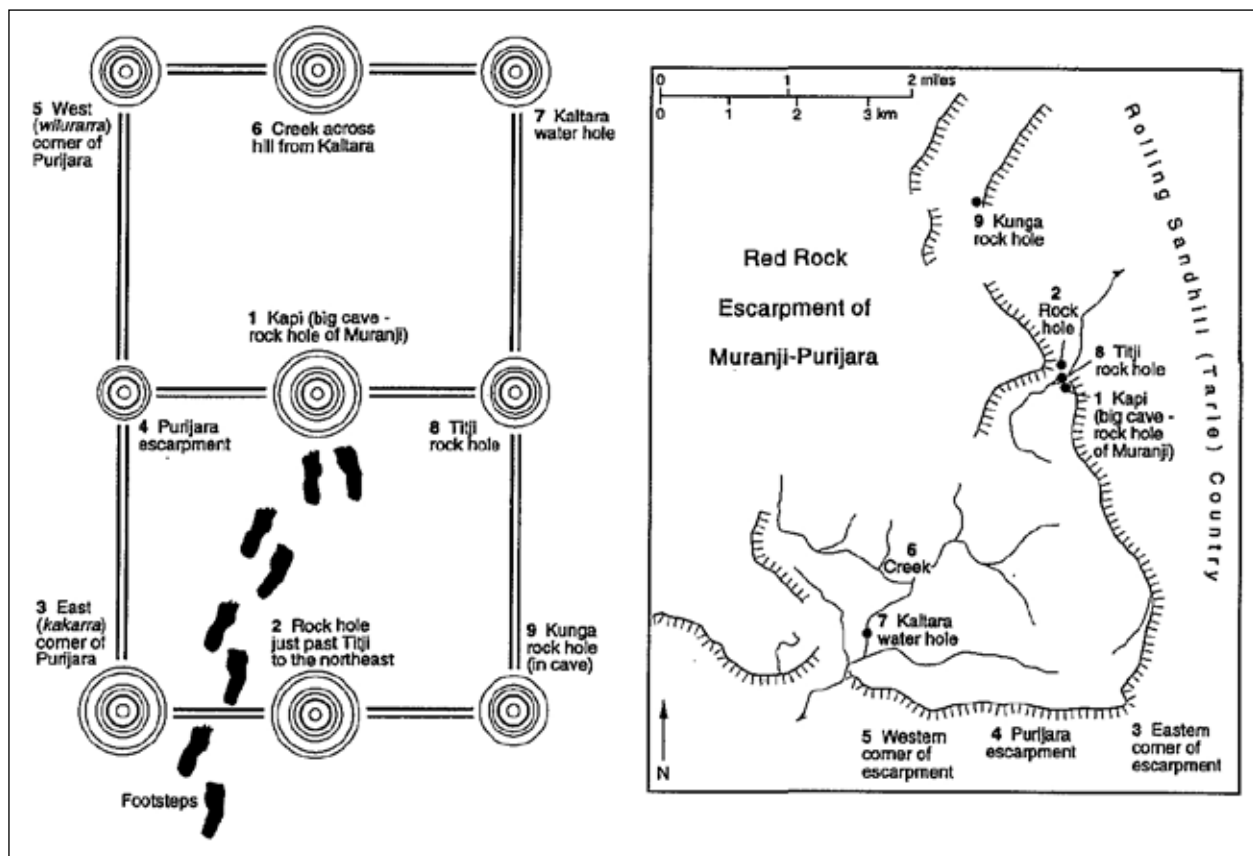 5 West
(wilurarra)
corner of
Purijara
6 Creek across
hill from Kaltara
7 Kaltara
water hole
1 Kapi (big cave -
rock hole of Muranji)
4 Purijara
escarpment
8 Titji
rock hole
3 East
(kakarra)
corner of
Purijara
2 Rock hole
just past Titji
to the northeast
9 Kunga
rock hole
(in cave)
Footsteps
0 1 2 miles
0 1 2 3 km
Rolling Sandhill (Tarle) Country
9 Kunga
rock hole
Red Rock
Escarpment of
Muranji-Purijara
2
Rock
hole
8 Titji
rock hole
1 Kapi
(big cave -
rock hole
of Muranji)
6
Creek
7 Kaltara
water hole
N
5 Western
corner of
escarpment
4 Purijara
escarpment
3 Eastern
corner of
escarpment